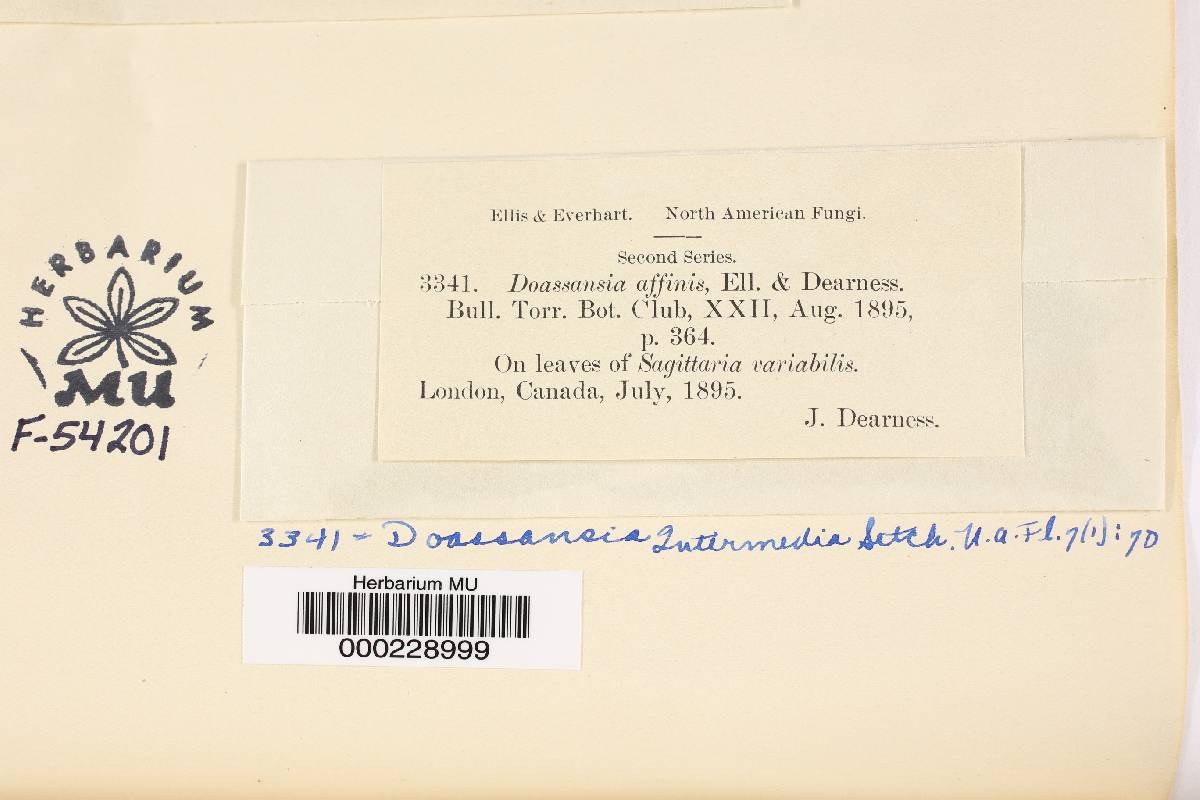 HERBARIUM
MU
F-54201
Ellis & Everhart. North American Fungi.
Second Series.
3341. Doassansia affinis, Ell. & Dearness.
Bull. Torr. Bot. Club, XXII, Aug. 1895,
p. 364.
On leaves of Sagittaria variabilis.
London, Canada, July, 1895.
J. Dearness.
3341 - Doassansia Intermedia Setch. N.a.Fl. 7(1):70
Herbarium MU
000228999